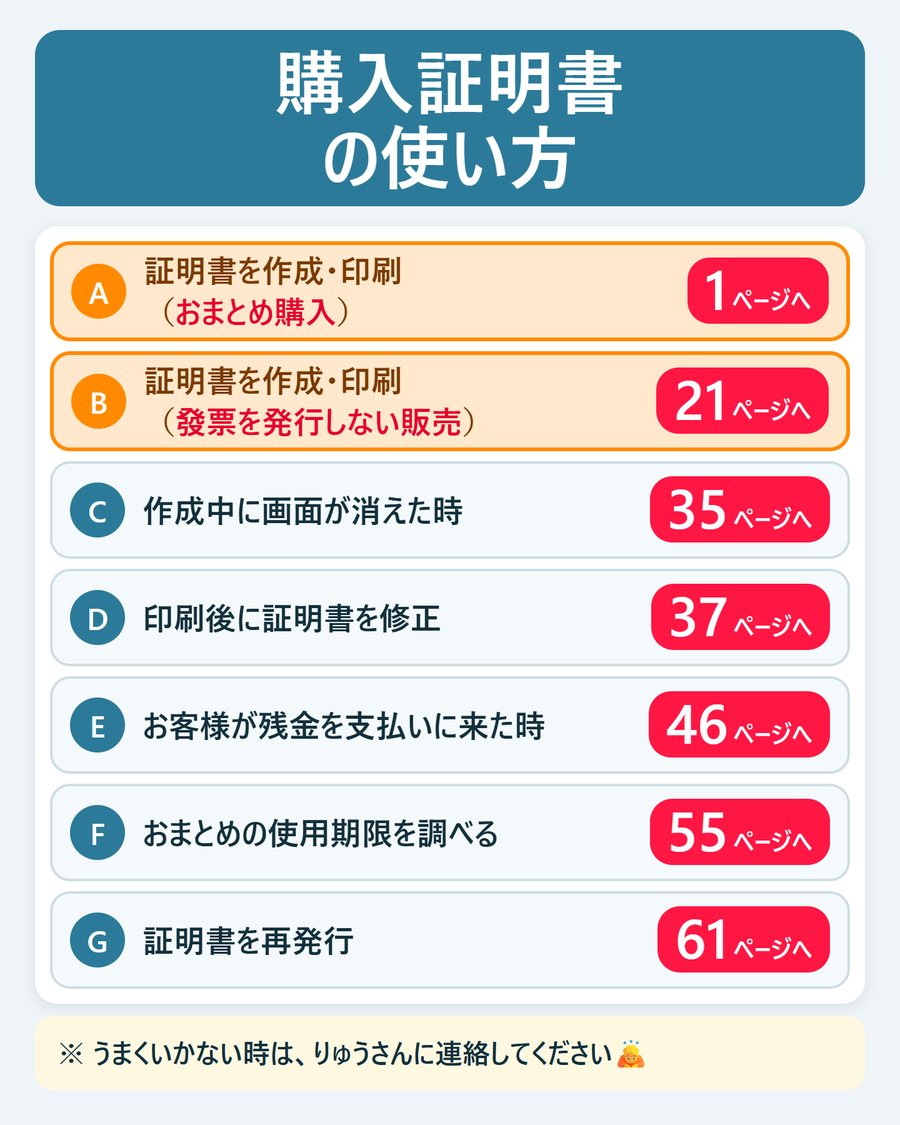 購入証明書
の使い方
A 証明書を作成・印刷
（おまとめ購入）
1ページへ
B 証明書を作成・印刷
（發票を発行しない販売）
21ページへ
C 作成中に画面が消えた時 35ページへ
D 印刷後に証明書を修正 37ページへ
E お客様が残金を支払いに来た時 46ページへ
F おまとめの使用期限を調べる 55ページへ
G 証明書を再発行 61ページへ
※ うまくいかない時は、りゅうさんに連絡してください🙇